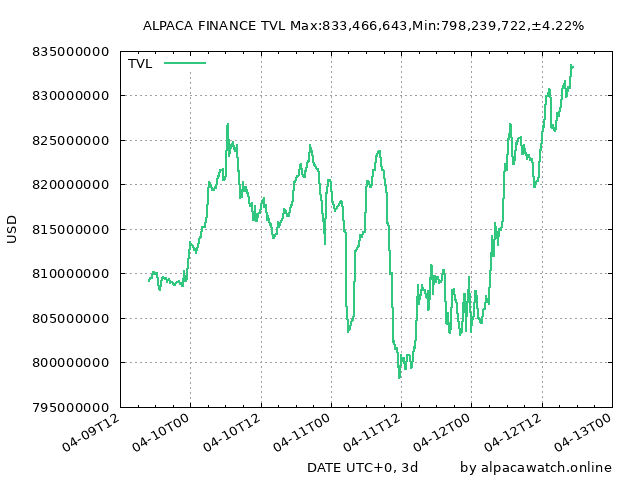 ALPACA FINANCE TVL Max:833,466,643,Min:798,239,722,±4.22%
835000000
TVL
830000000
825000000
820000000
815000000
810000000
805000000
800000000
795000000
USD
04-09T12
04-10T00
04-10T12
04-11T00
04-11T12
04-12T00
04-12T12
04-13T00
DATE UTC+0, 3d
by alpacawatch.online